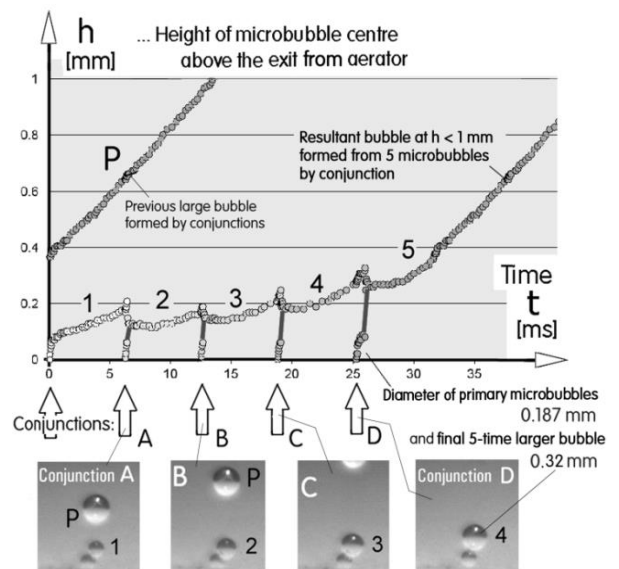 h
[mm]
... Height of microbubble centre
above the exit from aerator
1
0.8
0.6
0.4
0.2
0
P
Previous large bubble
formed by conjunctions
Resultant bubble at h < 1 mm
formed from 5 microbubbles
by conjunction
1 2 3 4 5
Time
t
[ms]
0 5 10 15 20 25 30 35
Diameter of primary microbubbles
0.187 mm
and final 5-time larger bubble
0.32 mm
Conjunctions:
A B C D
Conjunction A
P
1
B
P
2
C
3
Conjunction D
4